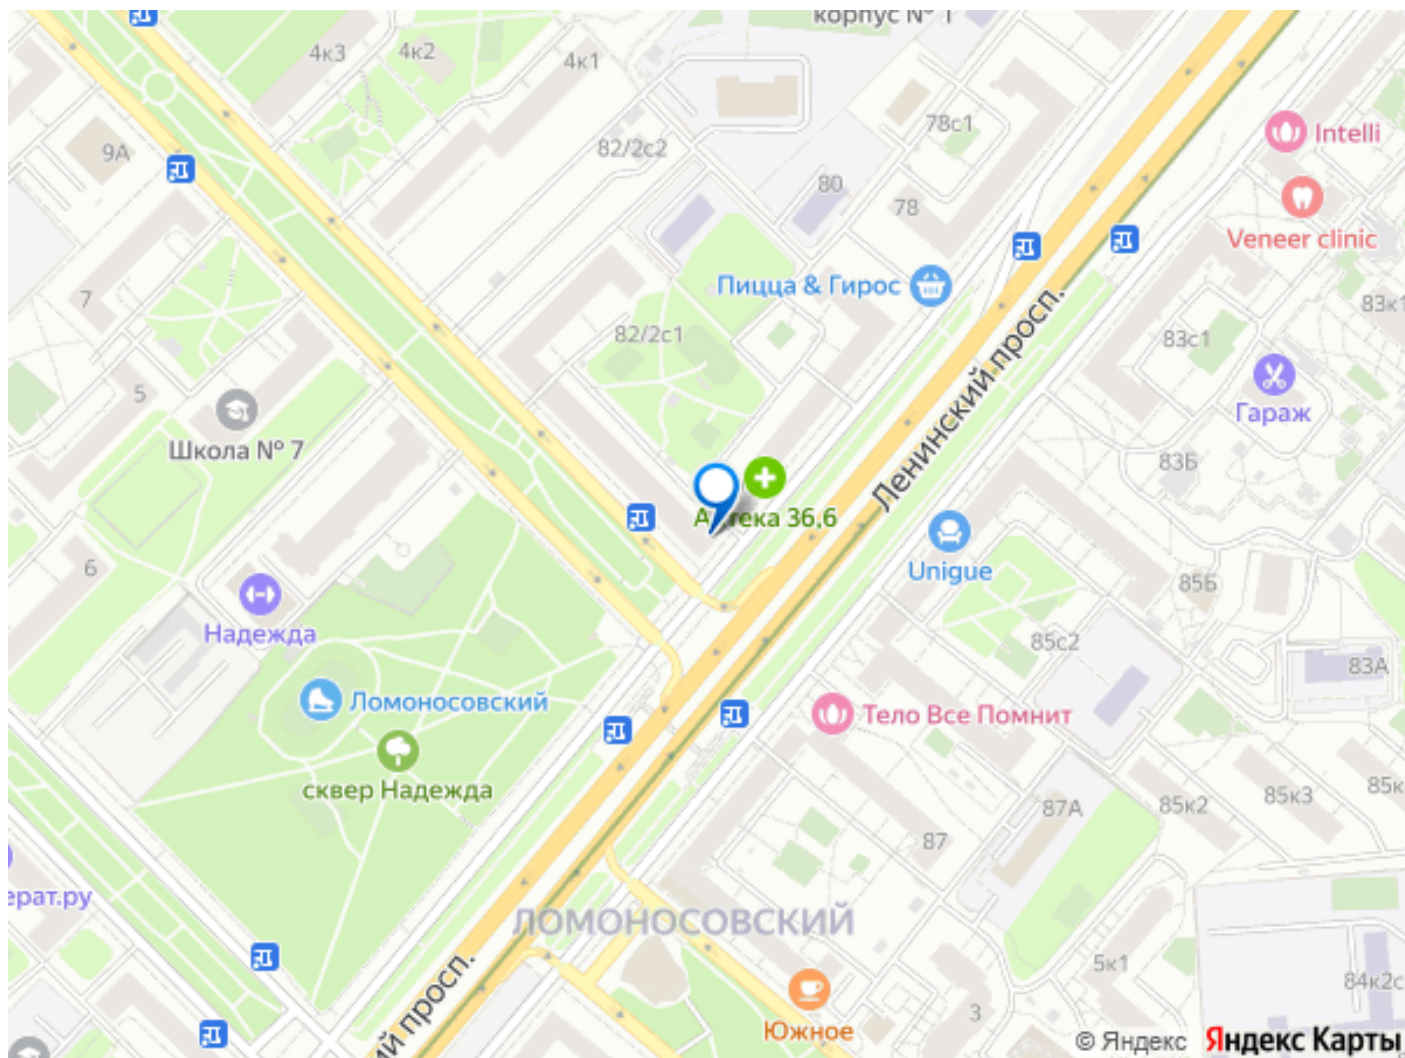 корпус № 1
4к3
4к2
4к1
78с1
Intelli
9А
82/2с2
80
78
Veneer clinic
Пицца & Гирос
7
83к1
82/2с1
83с1
Ленинский просп.
5
Гараж
Школа № 7
83Б
Аптека 36,6
6
Unigue
85Б
Надежда
85с2
83А
Ломоносовский
Тело Все Помнит
сквер Надежда
85к
85к3
85к2
87А
87
ерат.ру
ЛОМОНОСОВСКИЙ
ий просп.
5к1
84к2с
3
Южное
© Яндекс Яндекс Карты